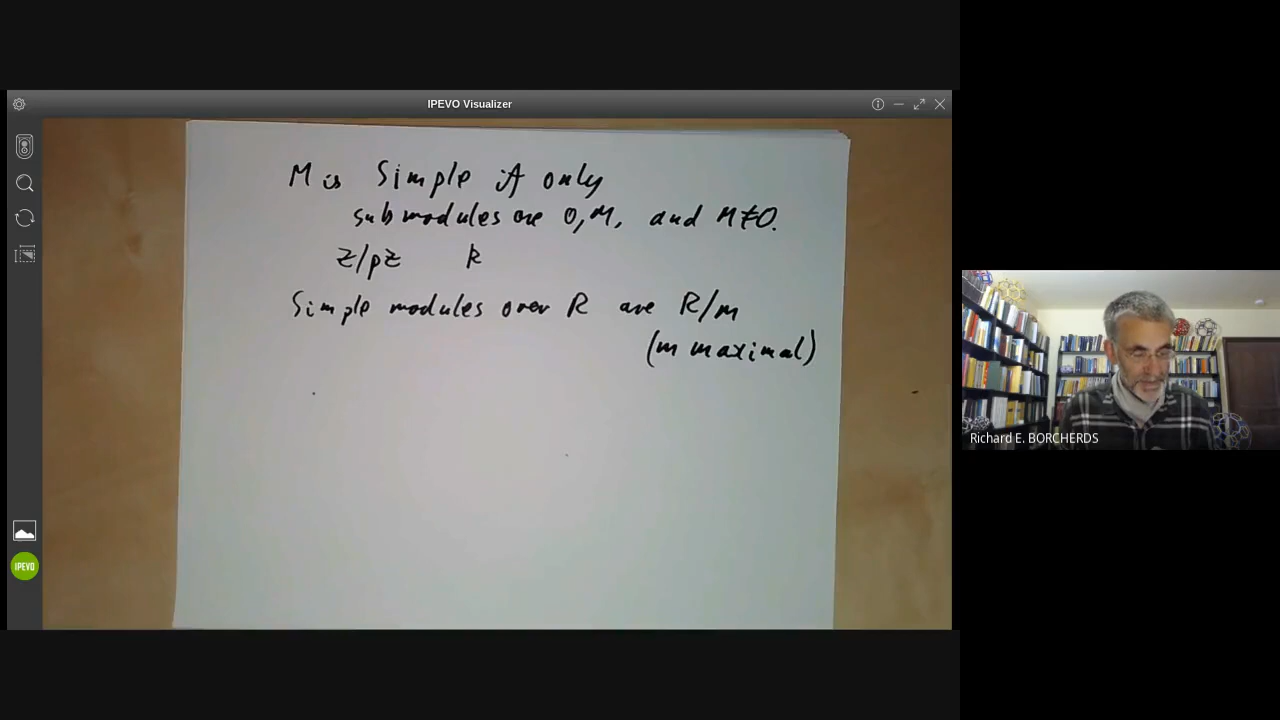 IPEVO Visualizer
M is Simple if only
submodules are 0, M, and M≠0.
Z/pZ k
Simple modules over R are R/m
(m maximal)
Richard E. BORCHERDS
IPEVO